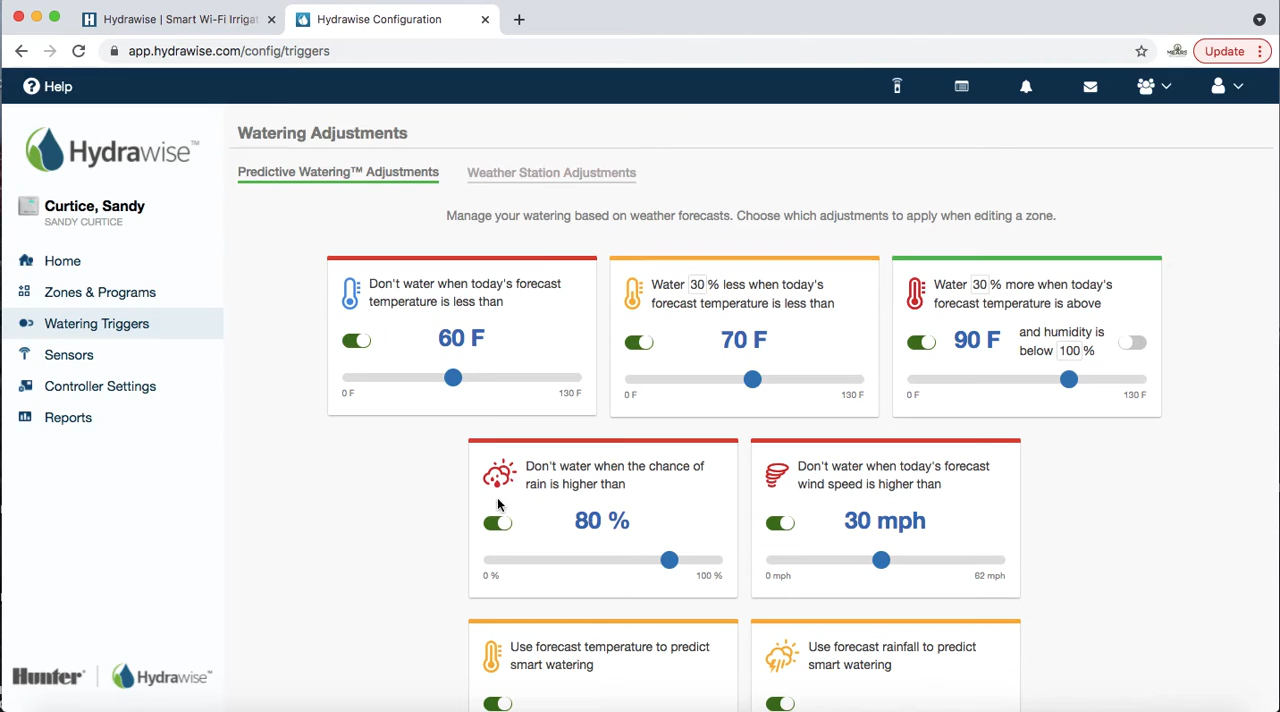 Hydrawise | Smart Wi-Fi Irrigat
Hydrawise Configuration
app.hydrawise.com/config/triggers
Update
Help
Hydrawise™
Curtice, Sandy
SANDY CURTICE
Home
Zones & Programs
Watering Triggers
Sensors
Controller Settings
Reports
Hunter® | Hydrawise™
Watering Adjustments
Predictive Watering™ Adjustments
Weather Station Adjustments
Manage your watering based on weather forecasts. Choose which adjustments to apply when editing a zone.
Don't water when today's forecast
temperature is less than
60 F
0 F
130 F
Water 30 % less when today's
forecast temperature is less than
70 F
0 F
130 F
Water 30 % more when today's
forecast temperature is above
90 F
and humidity is
below 100 %
0 F
130 F
Don't water when the chance of
rain is higher than
80 %
0 %
100 %
Don't water when today's forecast
wind speed is higher than
30 mph
0 mph
62 mph
Use forecast temperature to predict
smart watering
Use forecast rainfall to predict
smart watering